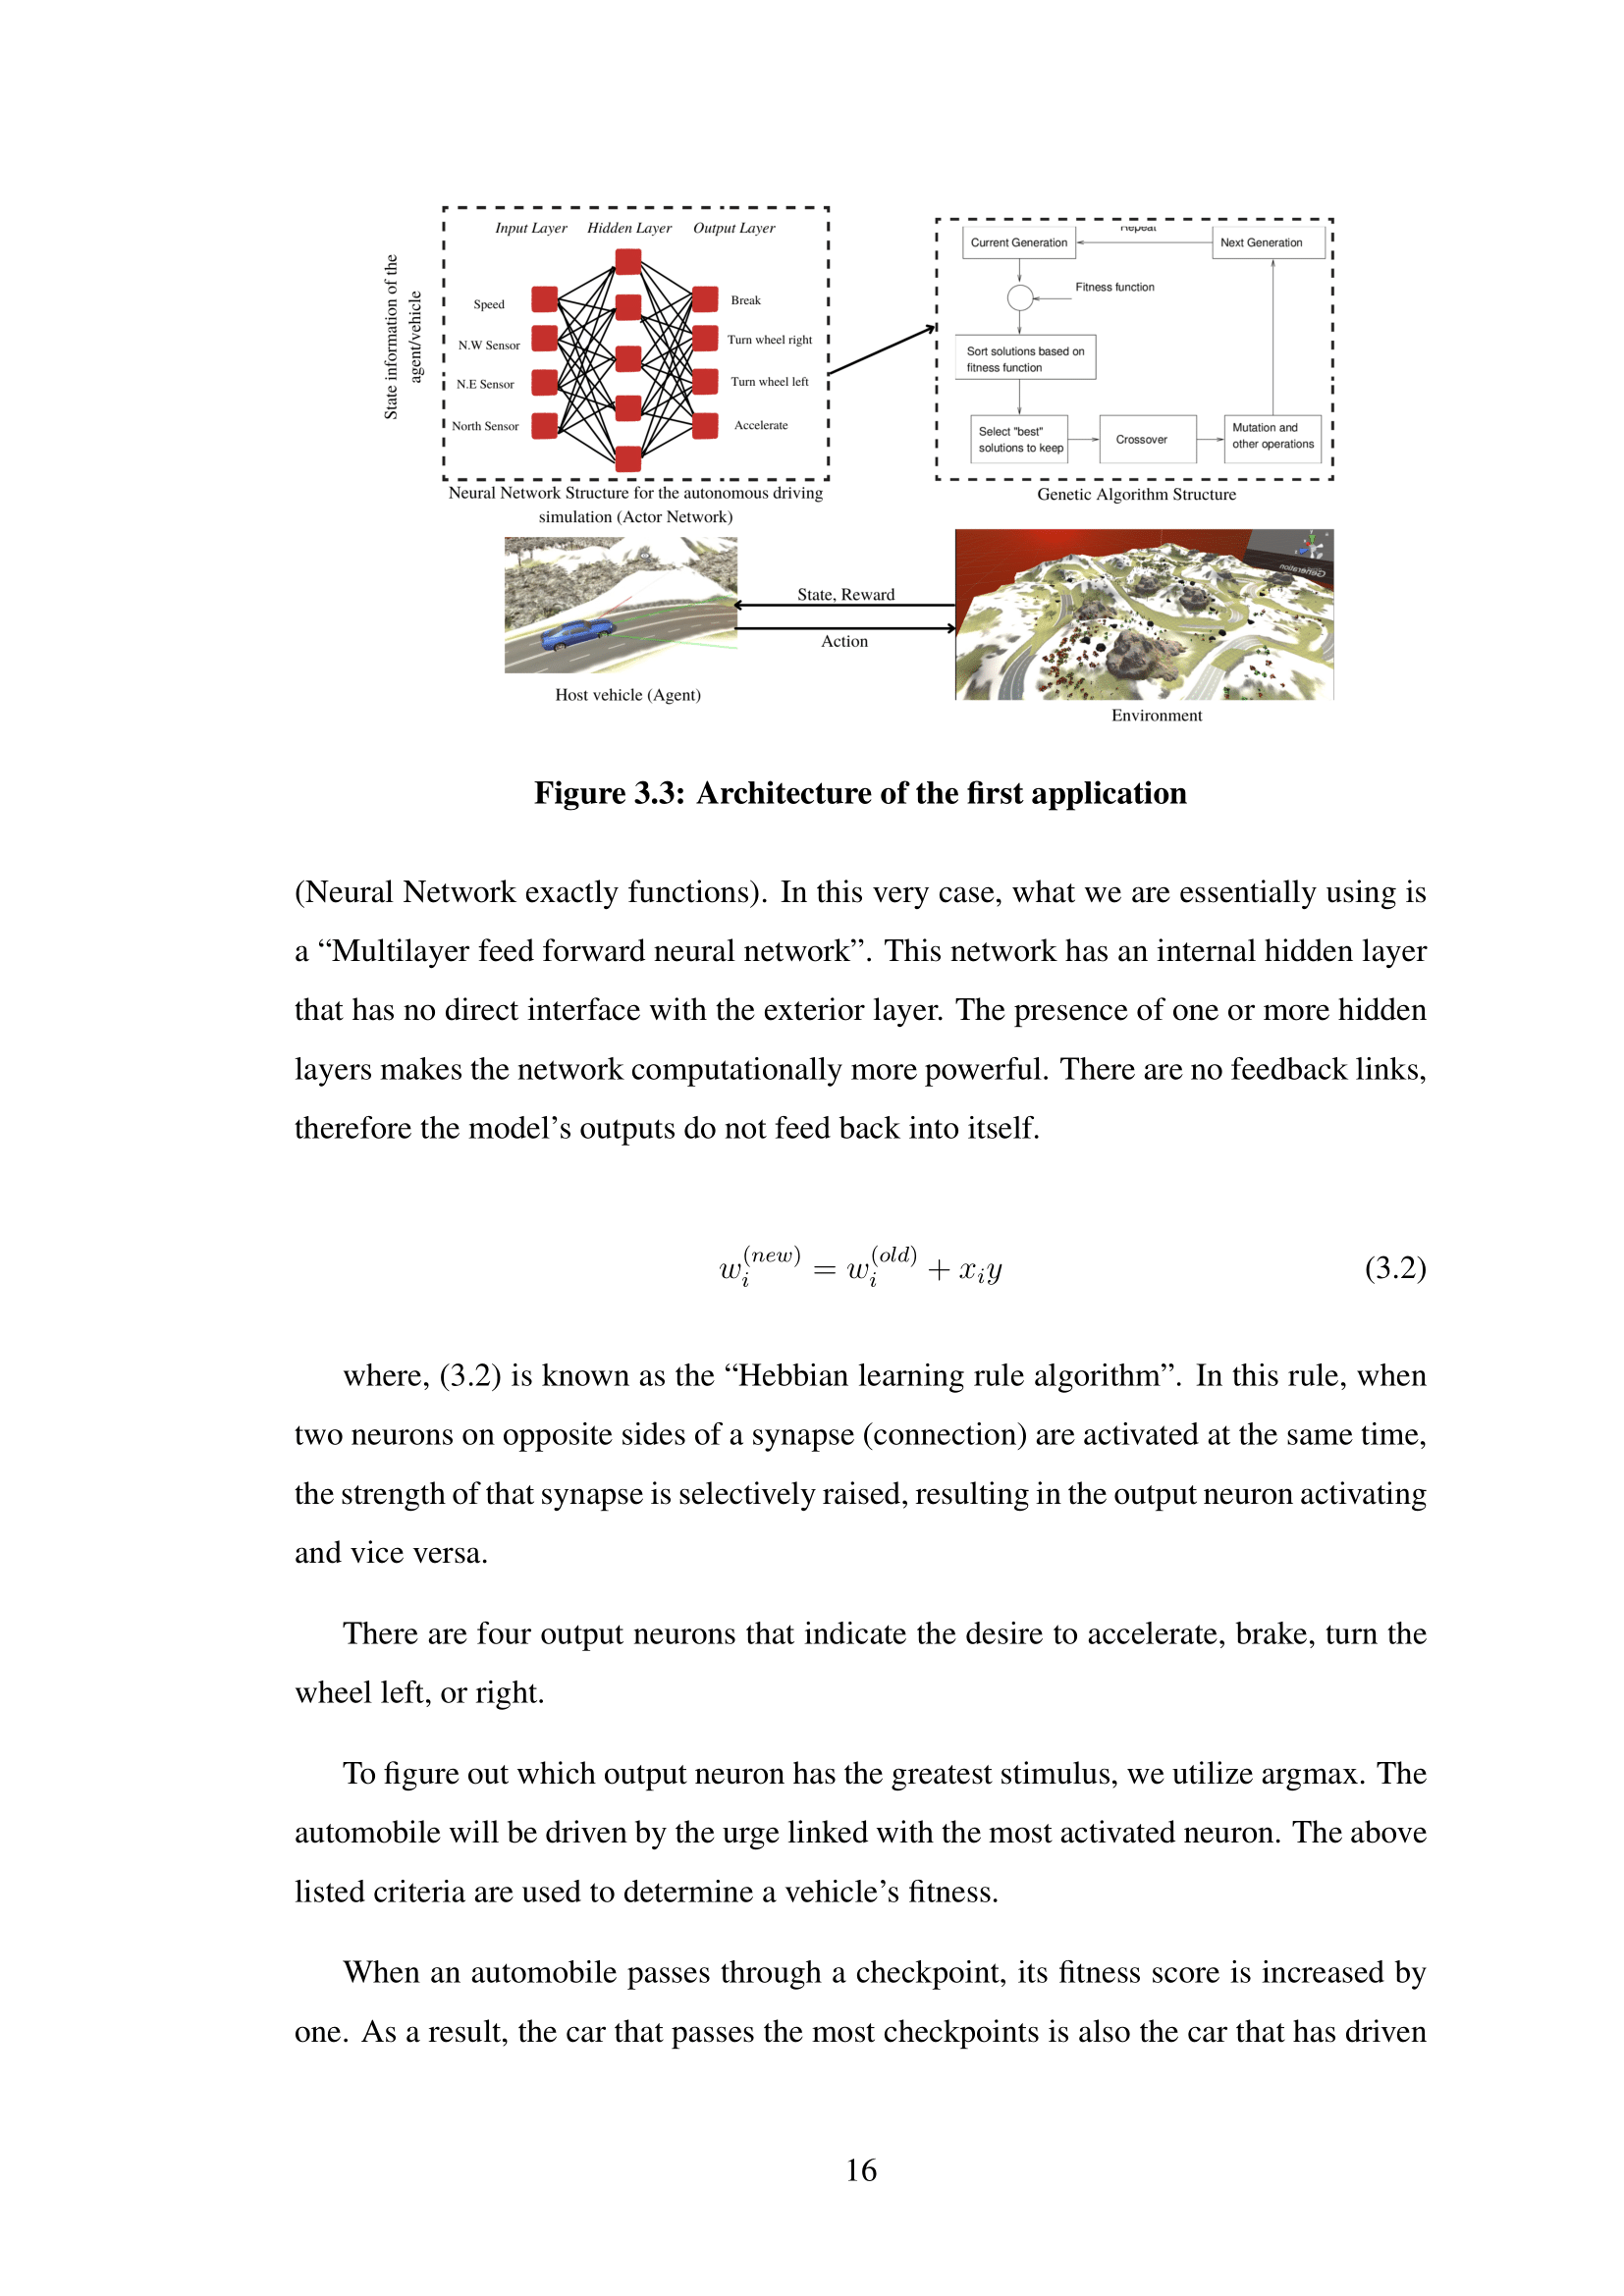 State information of the
agent/vehicle
Input Layer Hidden Layer Output Layer
Speed
N.W Sensor
N.E Sensor
North Sensor
Break
Turn wheel right
Turn wheel left
Accelerate
Neural Network Structure for the autonomous driving
simulation (Actor Network)
Repeat
Current Generation
Next Generation
Fitness function
Sort solutions based on
fitness function
Select "best"
solutions to keep
Crossover
Mutation and
other operations
Genetic Algorithm Structure
State, Reward
Action
Host vehicle (Agent)
Generation
Environment
Figure 3.3: Architecture of the first application
(Neural Network exactly functions). In this very case, what we are essentially using is
a “Multilayer feed forward neural network”. This network has an internal hidden layer
that has no direct interface with the exterior layer. The presence of one or more hidden
layers makes the network computationally more powerful. There are no feedback links,
therefore the model’s outputs do not feed back into itself.
w_i^{(new)} = w_i^{(old)} + x_i y (3.2)
where, (3.2) is known as the “Hebbian learning rule algorithm”. In this rule, when
two neurons on opposite sides of a synapse (connection) are activated at the same time,
the strength of that synapse is selectively raised, resulting in the output neuron activating
and vice versa.
There are four output neurons that indicate the desire to accelerate, brake, turn the
wheel left, or right.
To figure out which output neuron has the greatest stimulus, we utilize argmax. The
automobile will be driven by the urge linked with the most activated neuron. The above
listed criteria are used to determine a vehicle’s fitness.
When an automobile passes through a checkpoint, its fitness score is increased by
one. As a result, the car that passes the most checkpoints is also the car that has driven
16